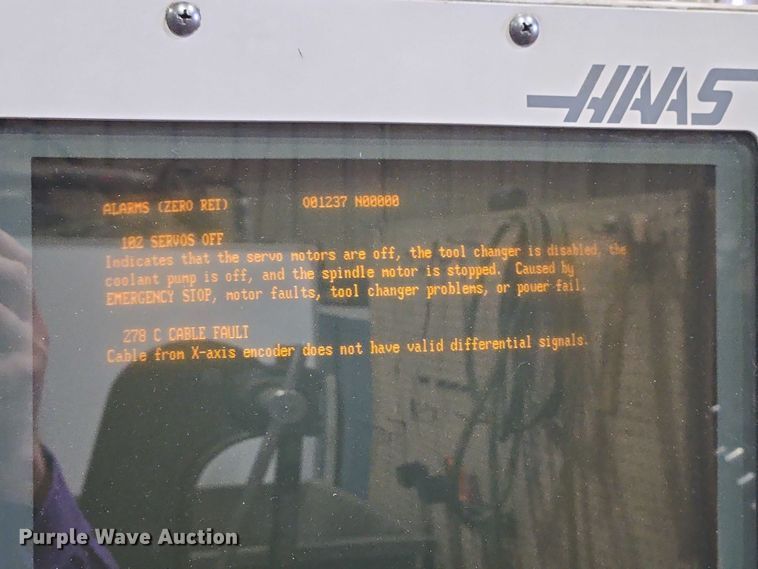 HAAS
ALARMS (ZERO RET) O01237 N00000
102 SERVOS OFF
Indicates that the servo motors are off, the tool changer is disabled, the
coolant pump is off, and the spindle motor is stopped. Caused by
EMERGENCY STOP, motor faults, tool changer problems, or power fail.
278 C CABLE FAULT
Cable from X-axis encoder does not have valid differential signals.
Purple Wave Auction